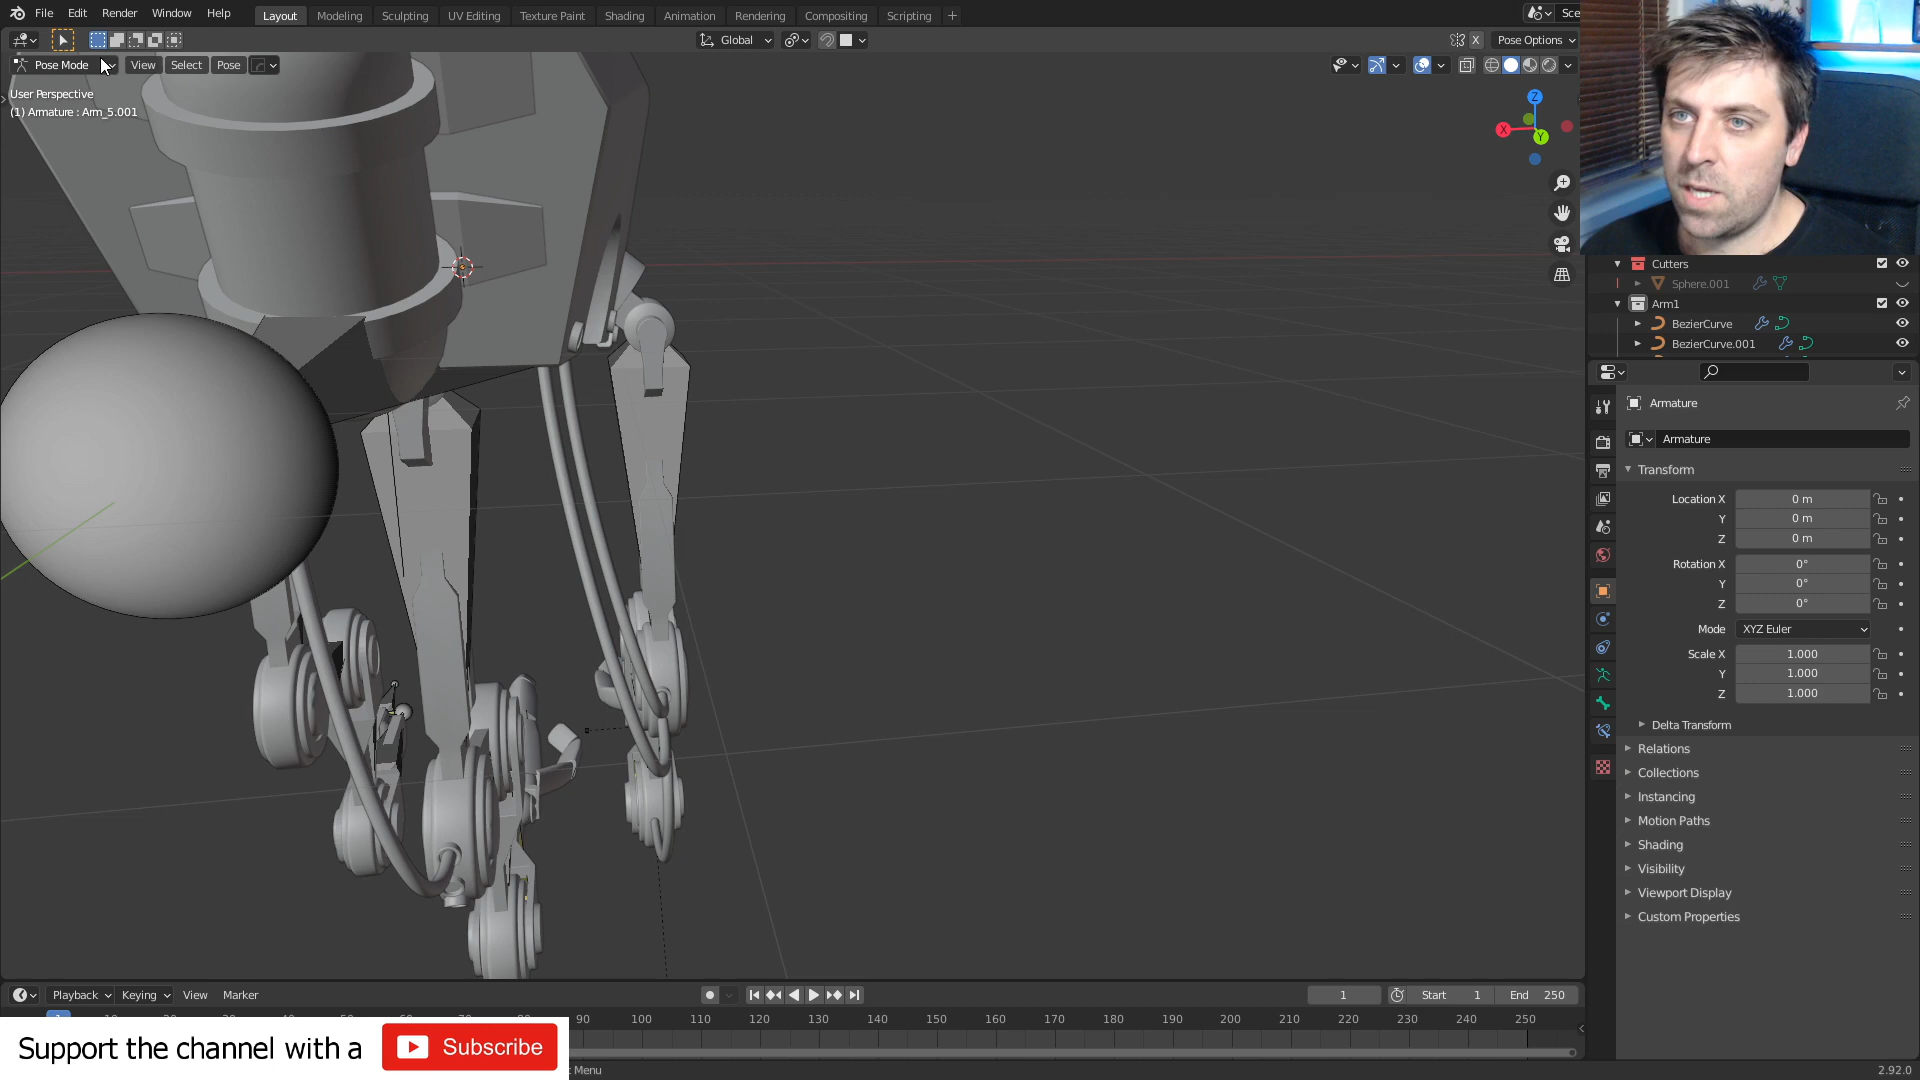 File Edit Render Window Help Layout Modeling Sculpting UV Editing Texture Paint Shading Animation Rendering Compositing Scripting + Sce
Global X Pose Options
Pose Mode View Select Pose
User Perspective
(1) Armature : Arm_5.001
Z
X
Y
Cutters
Sphere.001
Arm1
BezierCurve
BezierCurve.001
Armature
Armature
Transform
Location X 0 m
Y 0 m
Z 0 m
Rotation X 0°
Y 0°
Z 0°
Mode XYZ Euler
Scale X 1.000
Y 1.000
Z 1.000
Delta Transform
Relations
Collections
Instancing
Motion Paths
Shading
Visibility
Viewport Display
Custom Properties
Playback Keying View Marker 1 Start 1 End 250
1 90 100 110 120 130 140 150 160 170 180 190 200 210 220 230 240 250
Support the channel with a Subscribe
t Menu 2.92.0